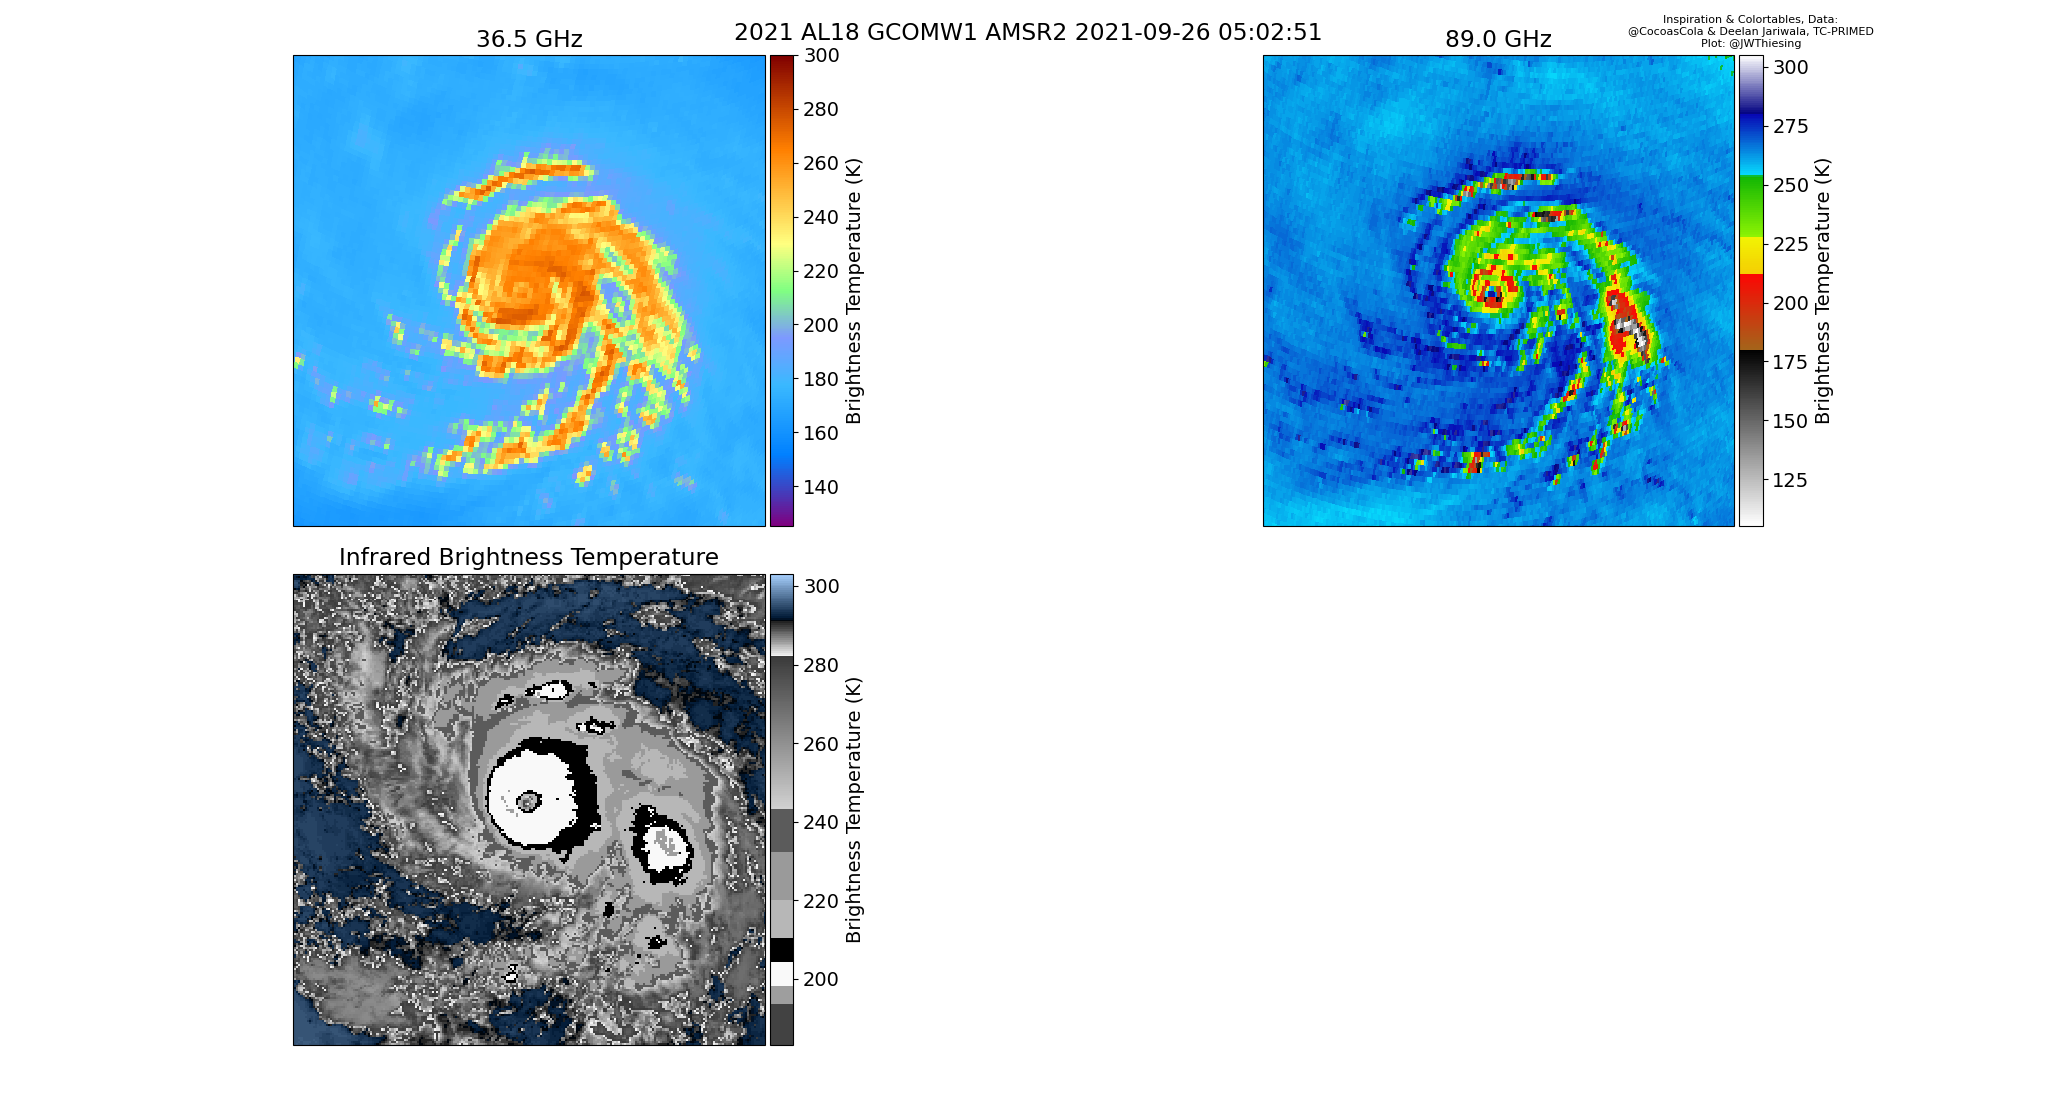 2021 AL18 GCOMW1 AMSR2 2021-09-26 05:02:51
Inspiration & Colortables, Data:
@CocoasCola & Deelan Jariwala, TC-PRIMED
Plot: @JWThiesing
36.5 GHz
300
280
260
240
220
200
180
160
140
Brightness Temperature (K)
89.0 GHz
300
275
250
225
200
175
150
125
Brightness Temperature (K)
Infrared Brightness Temperature
300
280
260
240
220
200
Brightness Temperature (K)